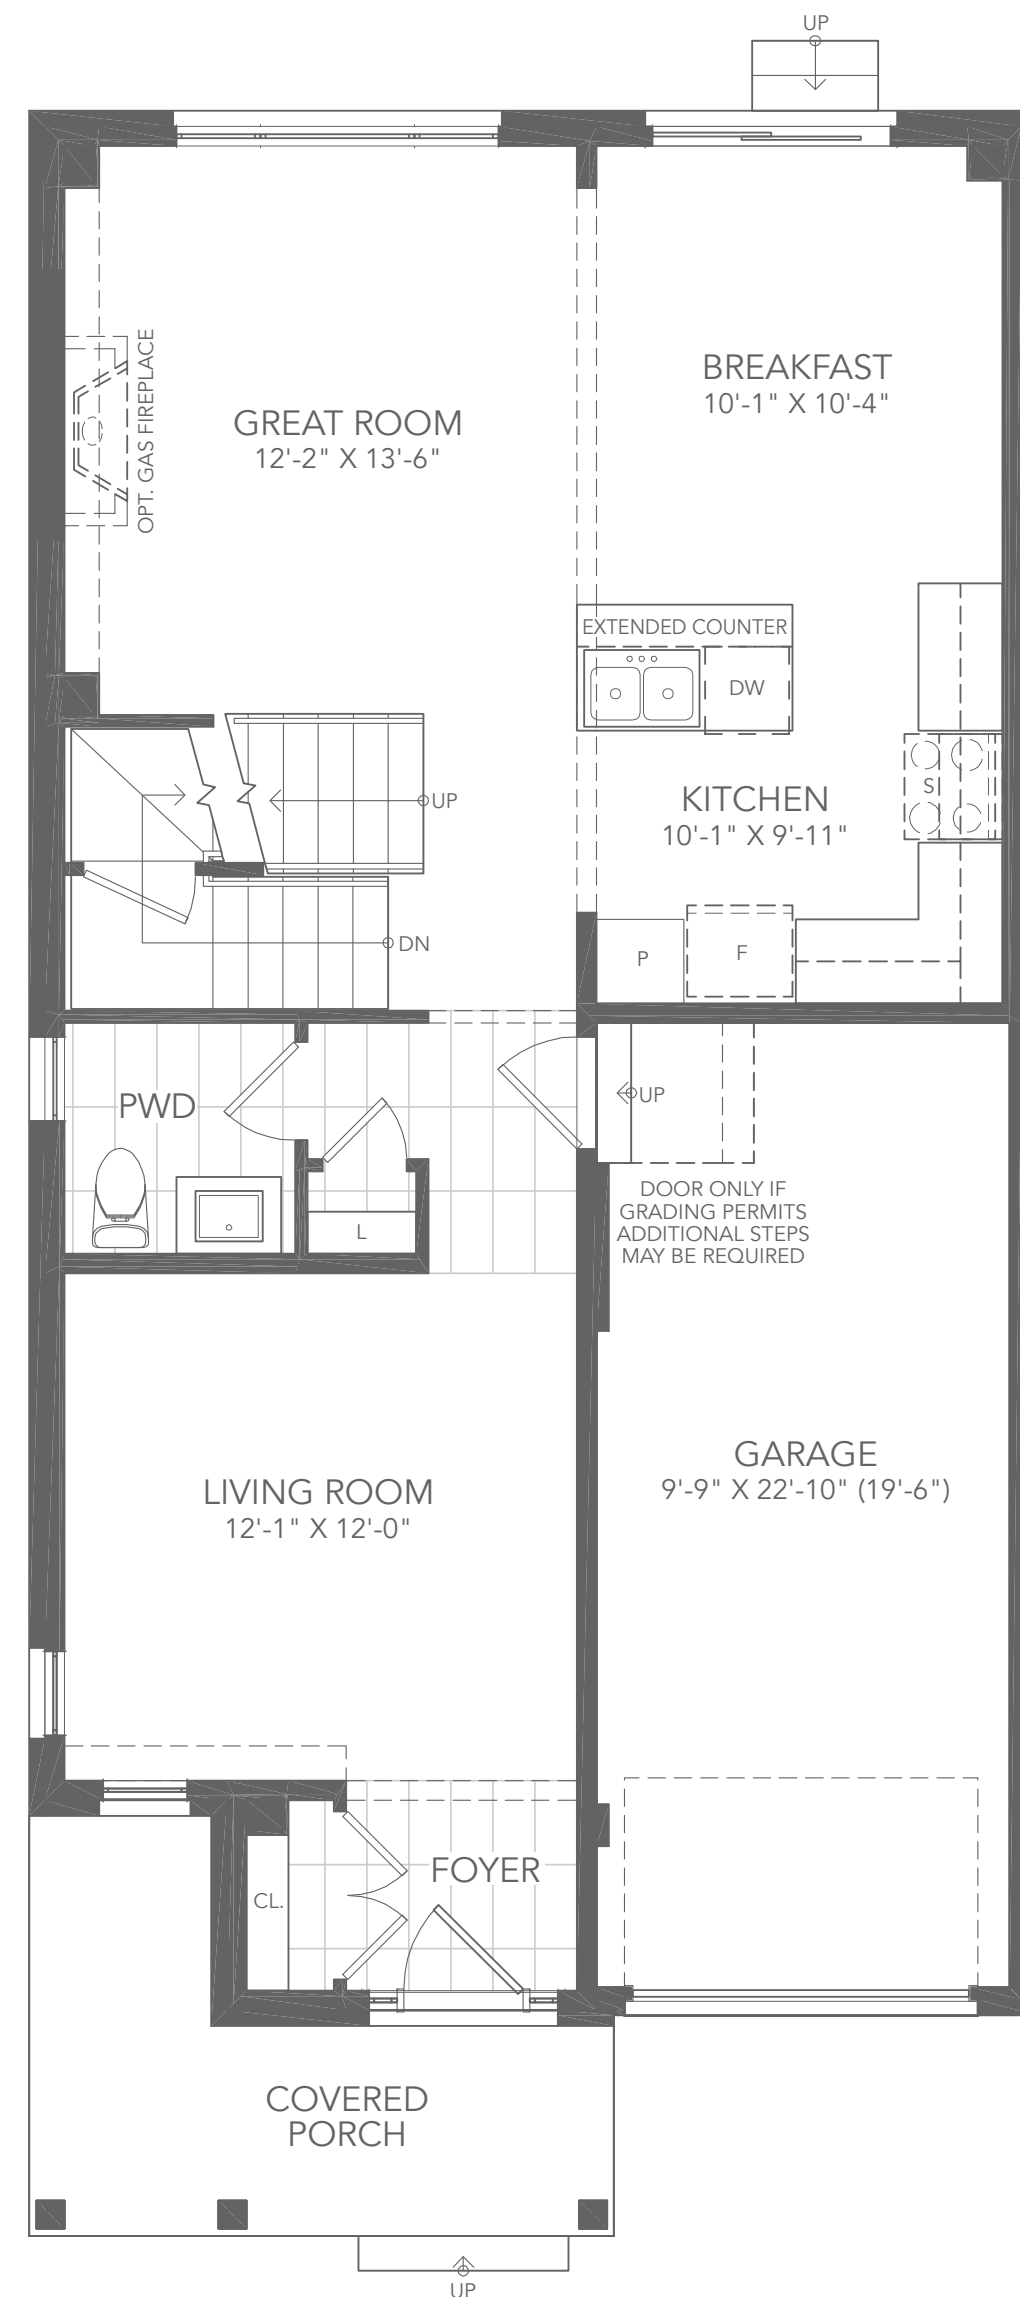 UP
BREAKFAST
10'-1" X 10'-4"
GREAT ROOM
12'-2" X 13'-6"
OPT. GAS FIREPLACE
EXTENDED COUNTER
DW
S
KITCHEN
10'-1" X 9'-11"
UP
DN
P
F
PWD
UP
L
DOOR ONLY IF
GRADING PERMITS
ADDITIONAL STEPS
MAY BE REQUIRED
GARAGE
9'-9" X 22'-10" (19'-6")
LIVING ROOM
12'-1" X 12'-0"
FOYER
CL.
COVERED
PORCH
UP